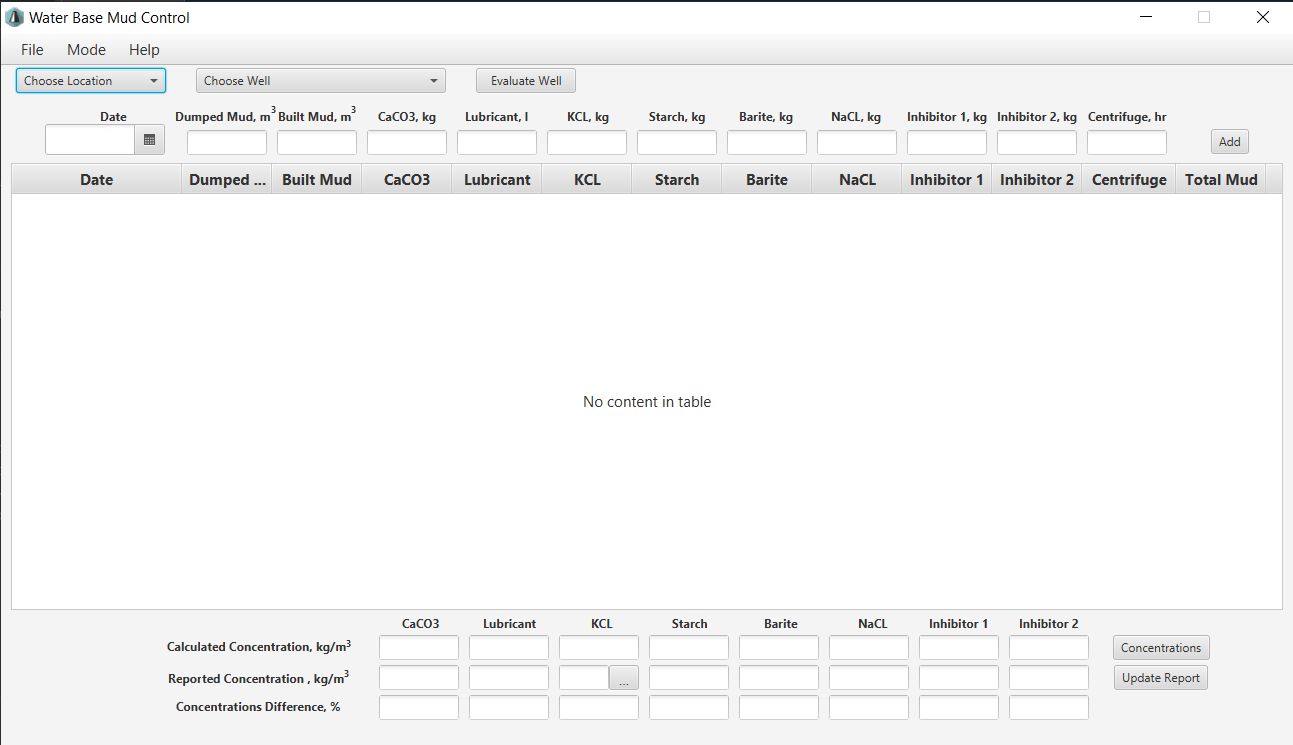 Water Base Mud Control
File Mode Help
Choose Location Choose Well Evaluate Well
Date Dumped Mud, m3 Built Mud, m3 CaCO3, kg Lubricant, l KCL, kg Starch, kg Barite, kg NaCL, kg Inhibitor 1, kg Inhibitor 2, kg Centrifuge, hr
Add
Date Dumped ... Built Mud CaCO3 Lubricant KCL Starch Barite NaCL Inhibitor 1 Inhibitor 2 Centrifuge Total Mud
No content in table
CaCO3 Lubricant KCL Starch Barite NaCL Inhibitor 1 Inhibitor 2
Calculated Concentration, kg/m3 Concentrations
Reported Concentration , kg/m3 ... Update Report
Concentrations Difference, %